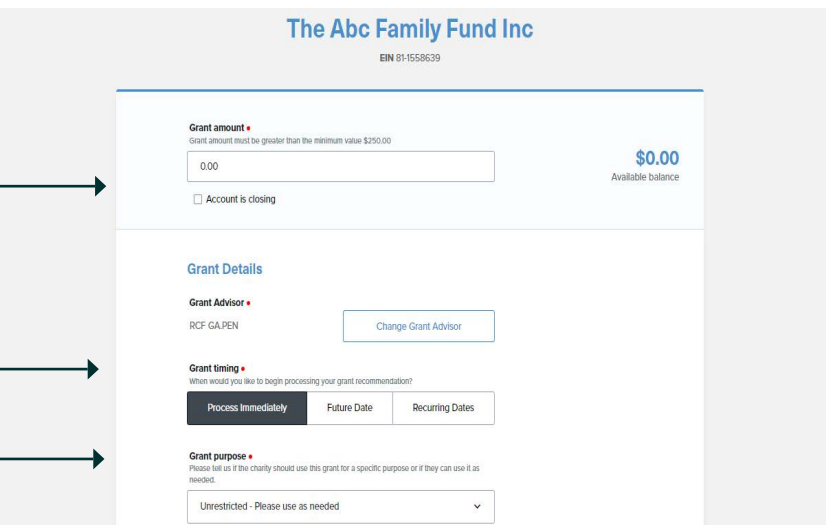 The Abc Family Fund Inc
EIN 81-1558639
Grant amount •
Grant amount must be greater than the minimum value $250.00
0.00
$0.00
Available balance
Account is closing
Grant Details
Grant Advisor •
RCF GA.PEN
Change Grant Advisor
Grant timing •
When would you like to begin processing your grant recommendation?
Process Immediately Future Date Recurring Dates
Grant purpose •
Please tell us if the charity should use this grant for a specific purpose or if they can use it as
needed.
Unrestricted - Please use as needed